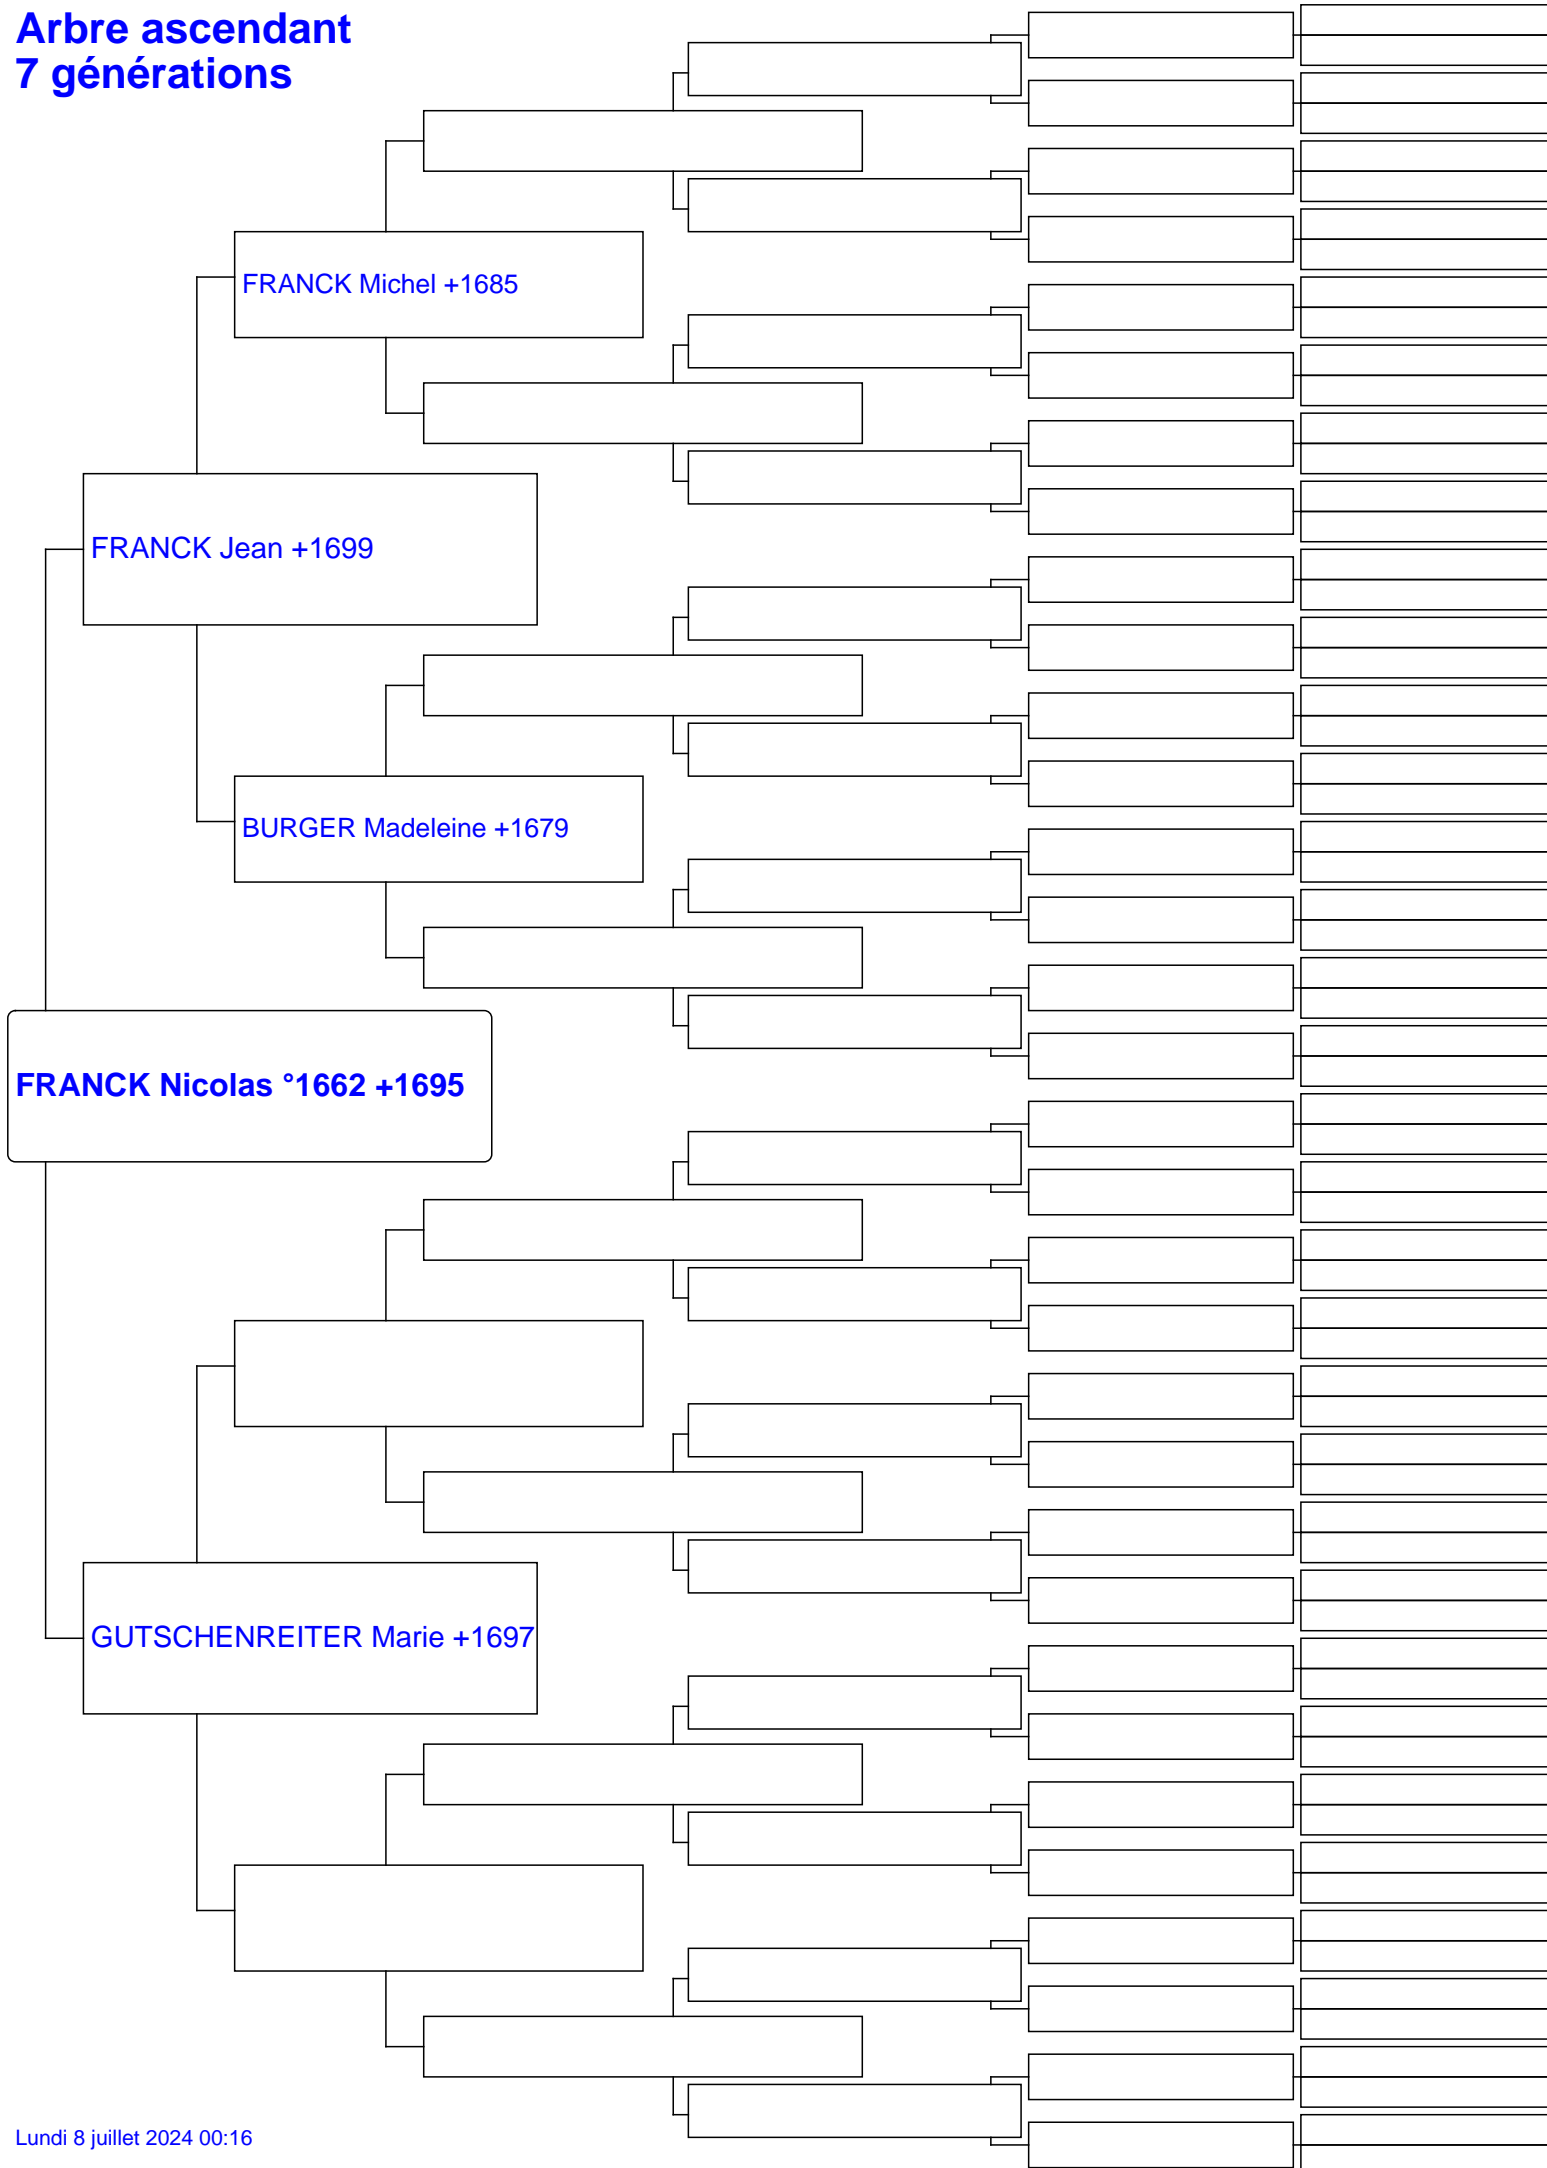 Arbre ascendant
7 générations
FRANCK Michel +1685
FRANCK Jean +1699
BURGER Madeleine +1679
FRANCK Nicolas °1662 +1695
GUTSCHENREITER Marie +1697
Lundi 8 juillet 2024 00:16